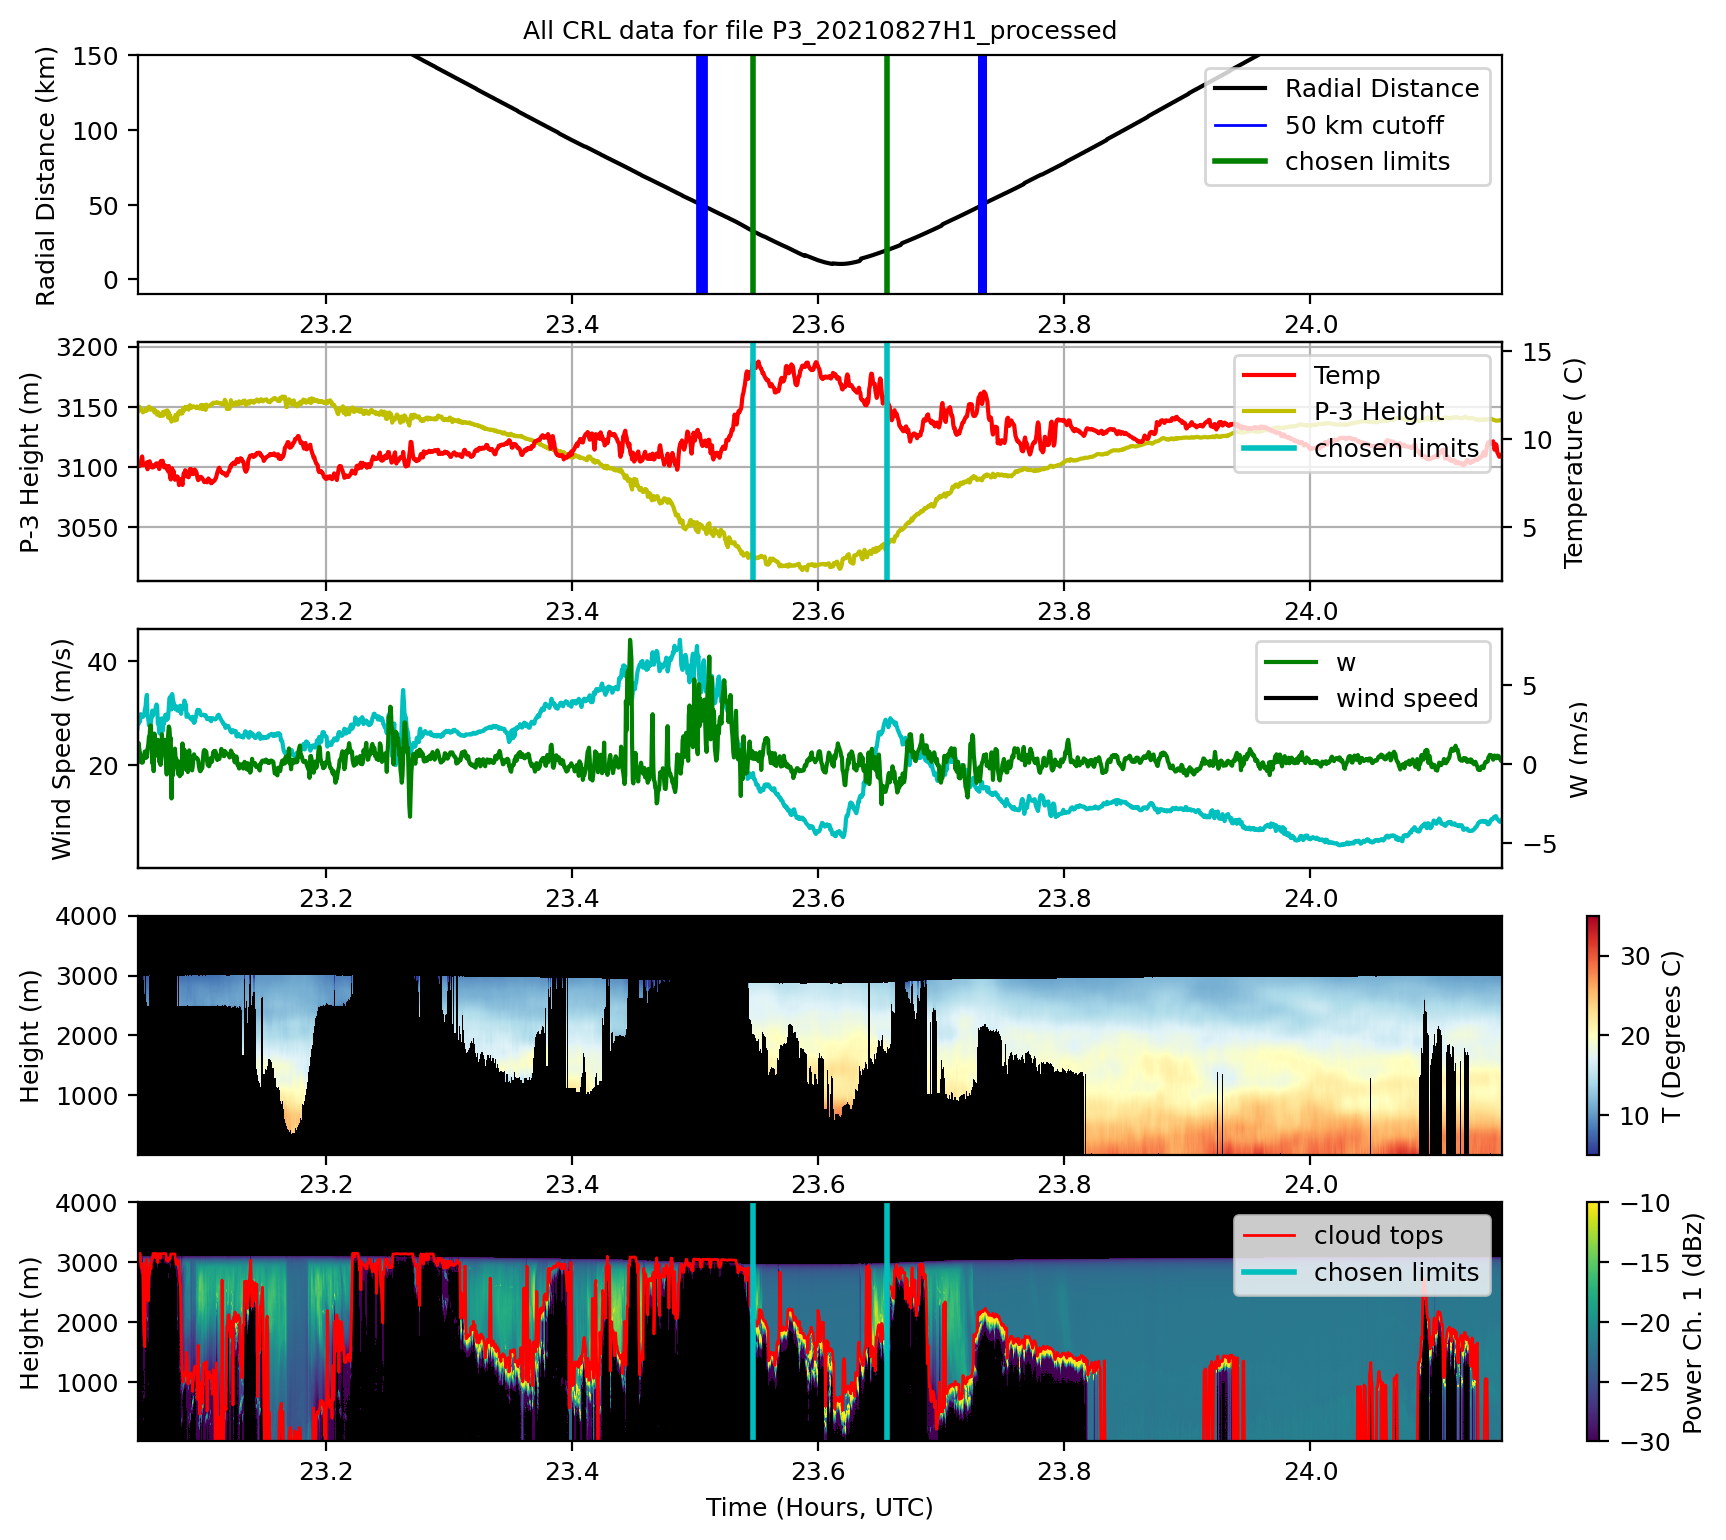 All CRL data for file P3_20210827H1_processed
Radial Distance (km)
150
100
50
0
Radial Distance
50 km cutoff
chosen limits
23.2 23.4 23.6 23.8 24.0
P-3 Height (m)
3200
3150
3100
3050
Temp
P-3 Height
chosen limits
15
10
5
Temperature ( C)
23.2 23.4 23.6 23.8 24.0
Wind Speed (m/s)
40
20
w
wind speed
5
0
−5
W (m/s)
23.2 23.4 23.6 23.8 24.0
Height (m)
4000
3000
2000
1000
30
20
10
T (Degrees C)
23.2 23.4 23.6 23.8 24.0
Height (m)
4000
3000
2000
1000
cloud tops
chosen limits
−10
−15
−20
−25
−30
Power Ch. 1 (dBz)
23.2 23.4 23.6 23.8 24.0
Time (Hours, UTC)